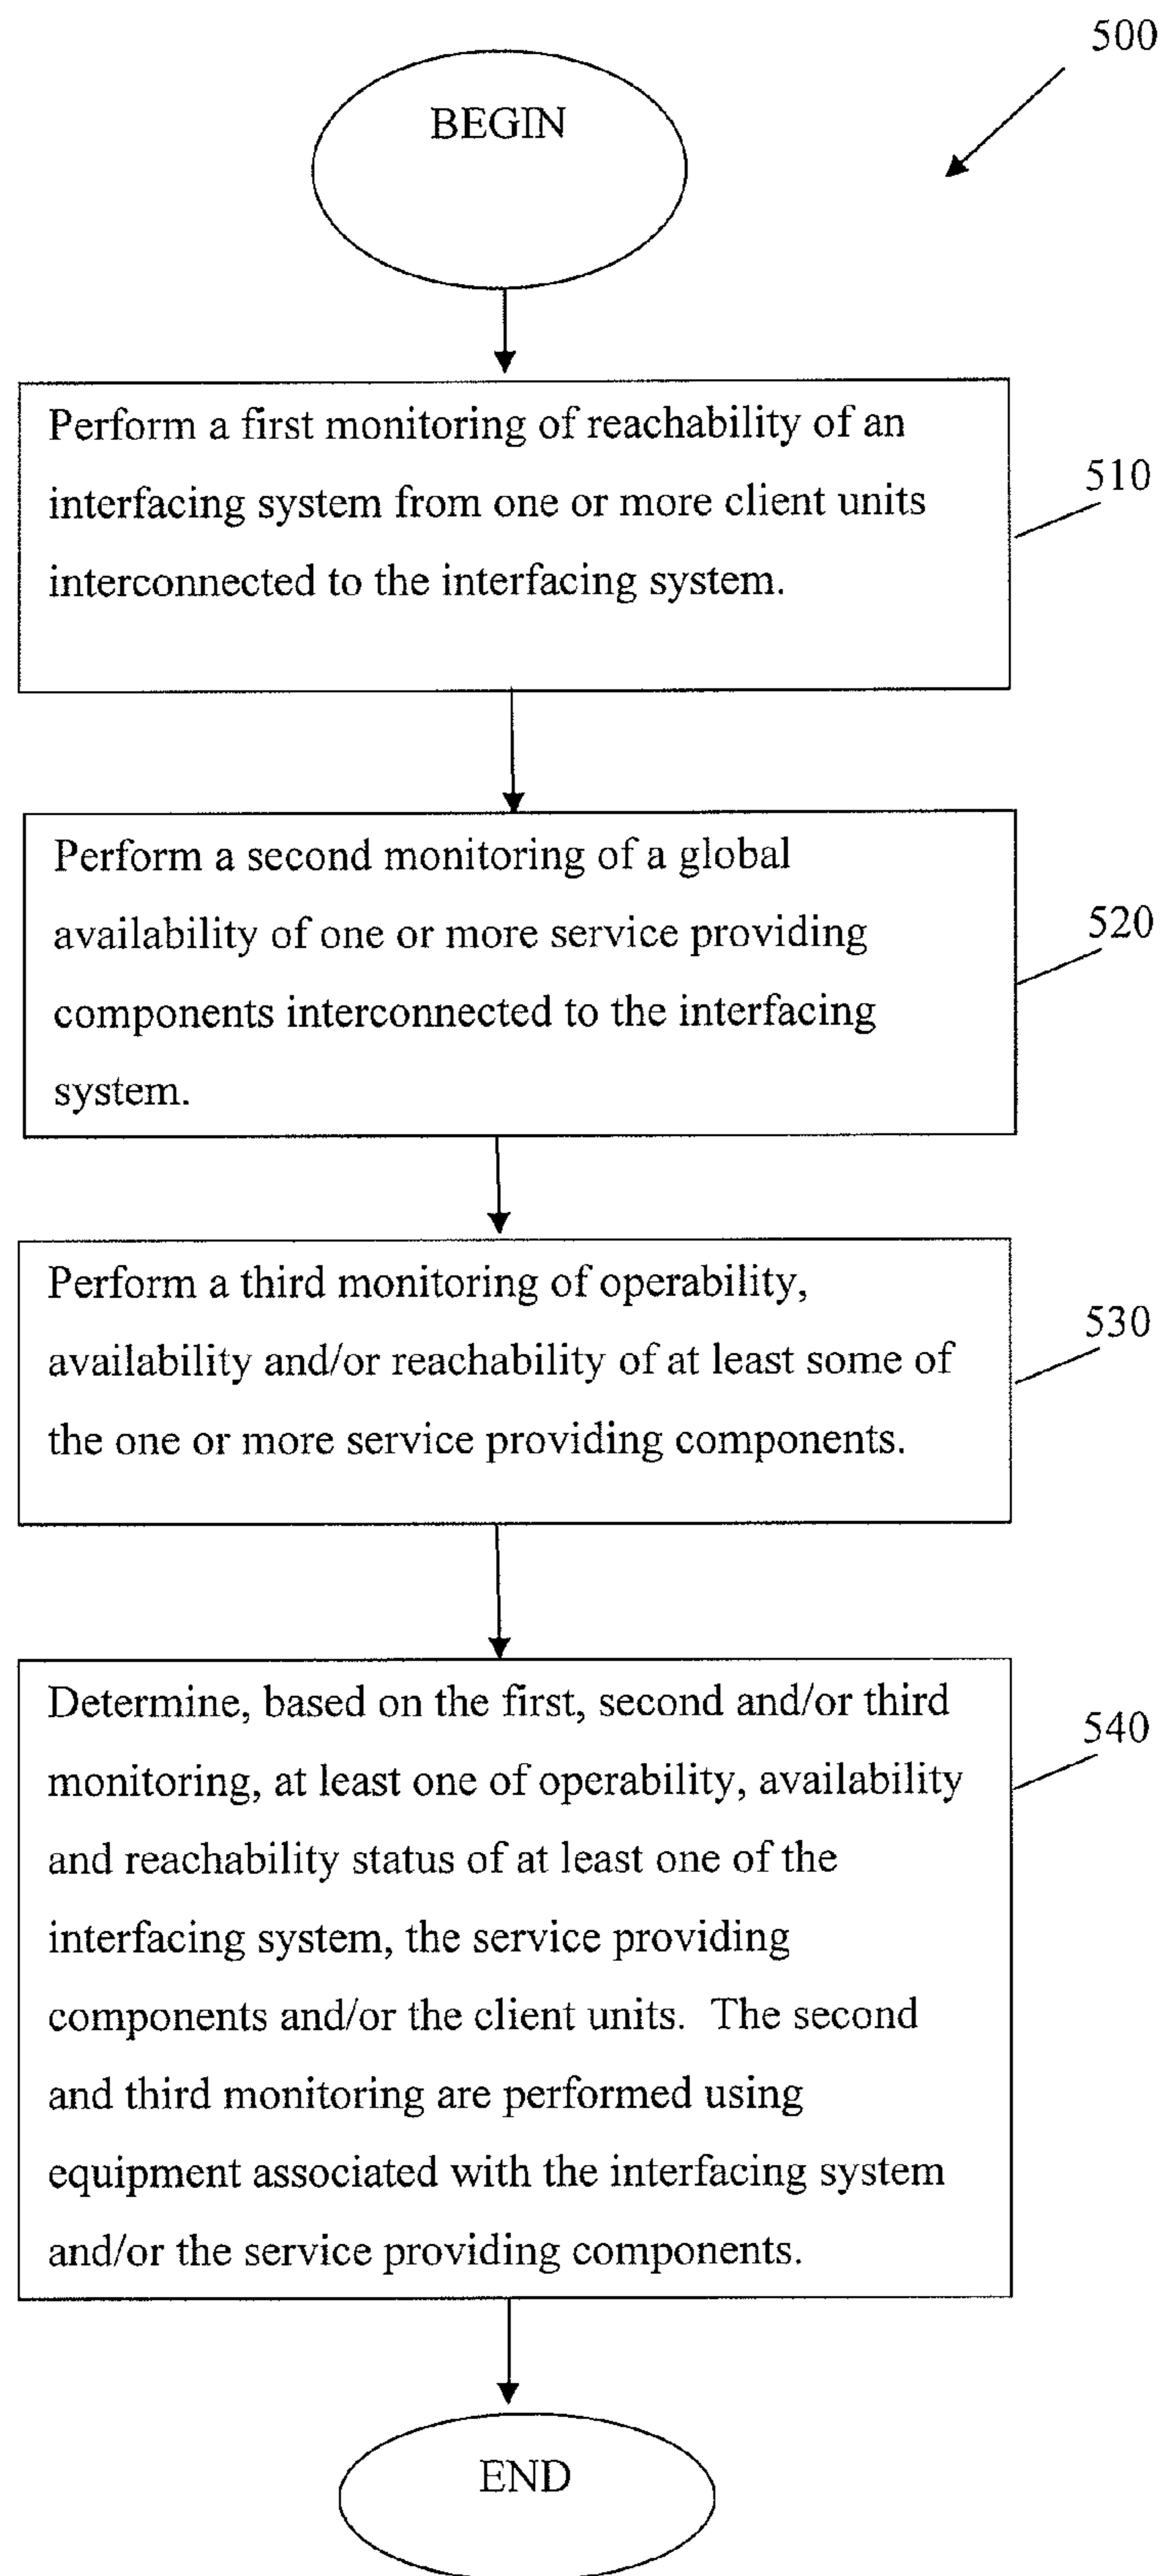 500
BEGIN
Perform a first monitoring of reachability of an
interfacing system from one or more client units
interconnected to the interfacing system.
510
Perform a second monitoring of a global
availability of one or more service providing
components interconnected to the interfacing
system.
520
Perform a third monitoring of operability,
availability and/or reachability of at least some of
the one or more service providing components.
530
Determine, based on the first, second and/or third
monitoring, at least one of operability, availability
and reachability status of at least one of the
interfacing system, the service providing
components and/or the client units.  The second
and third monitoring are performed using
equipment associated with the interfacing system
and/or the service providing components.
540
END